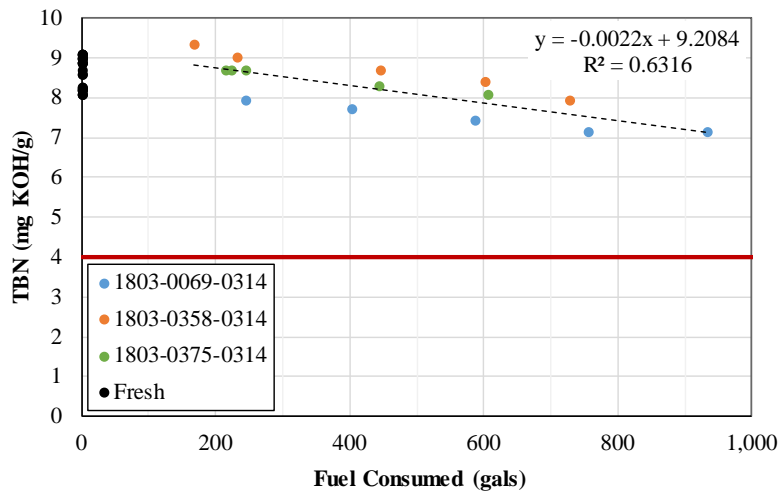 10
9
8
7
6
5
4
3
2
1
0
TBN (mg KOH/g)
y = -0.0022x + 9.2084
R² = 0.6316
1803-0069-0314
1803-0358-0314
1803-0375-0314
Fresh
0 200 400 600 800 1,000
Fuel Consumed (gals)